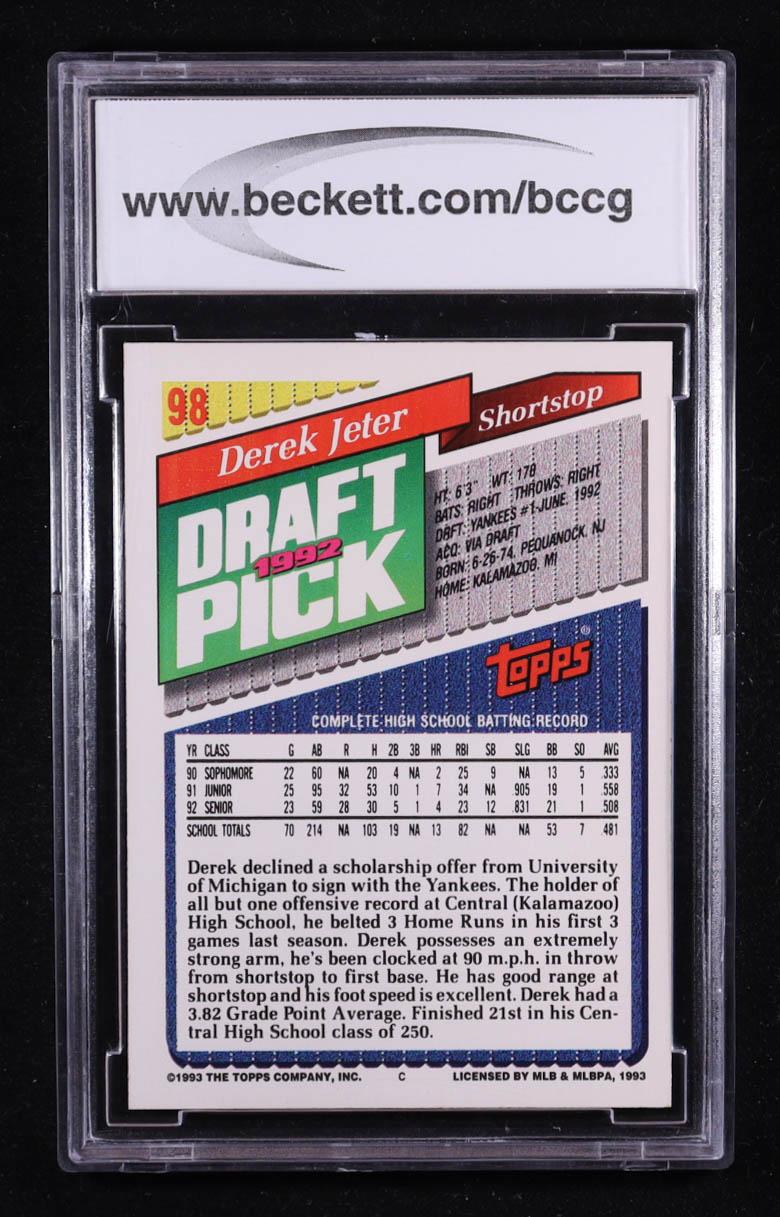 www.beckett.com/bccg
98
Derek Jeter
Shortstop
DRAFT
1992
PICK
HT: 6'3" WT: 178
BATS: RIGHT THROWS: RIGHT
DRFT: YANKEES #1-JUNE, 1992
ACQ: VIA DRAFT
BORN: 6-26-74, PEQUANOCK, NJ
HOME: KALAMAZOO, MI
Topps®
COMPLETE HIGH SCHOOL BATTING RECORD
YR CLASS G AB R H 2B 3B HR RBI SB SLG BB SO AVG
90 SOPHOMORE 22 60 NA 20 4 NA 2 25 9 NA 13 5 .333
91 JUNIOR 25 95 32 53 10 1 7 34 NA .905 19 1 .558
92 SENIOR 23 59 28 30 5 1 4 23 12 .831 21 1 .508
SCHOOL TOTALS 70 214 NA 103 19 NA 13 82 NA NA 53 7 .481
Derek declined a scholarship offer from University
of Michigan to sign with the Yankees. The holder of
all but one offensive record at Central (Kalamazoo)
High School, he belted 3 Home Runs in his first 3
games last season. Derek possesses an extremely
strong arm, he's been clocked at 90 m.p.h. in throw
from shortstop to first base. He has good range at
shortstop and his foot speed is excellent. Derek had a
3.82 Grade Point Average. Finished 21st in his Cen-
tral High School class of 250.
©1993 THE TOPPS COMPANY, INC. C LICENSED BY MLB & MLBPA, 1993